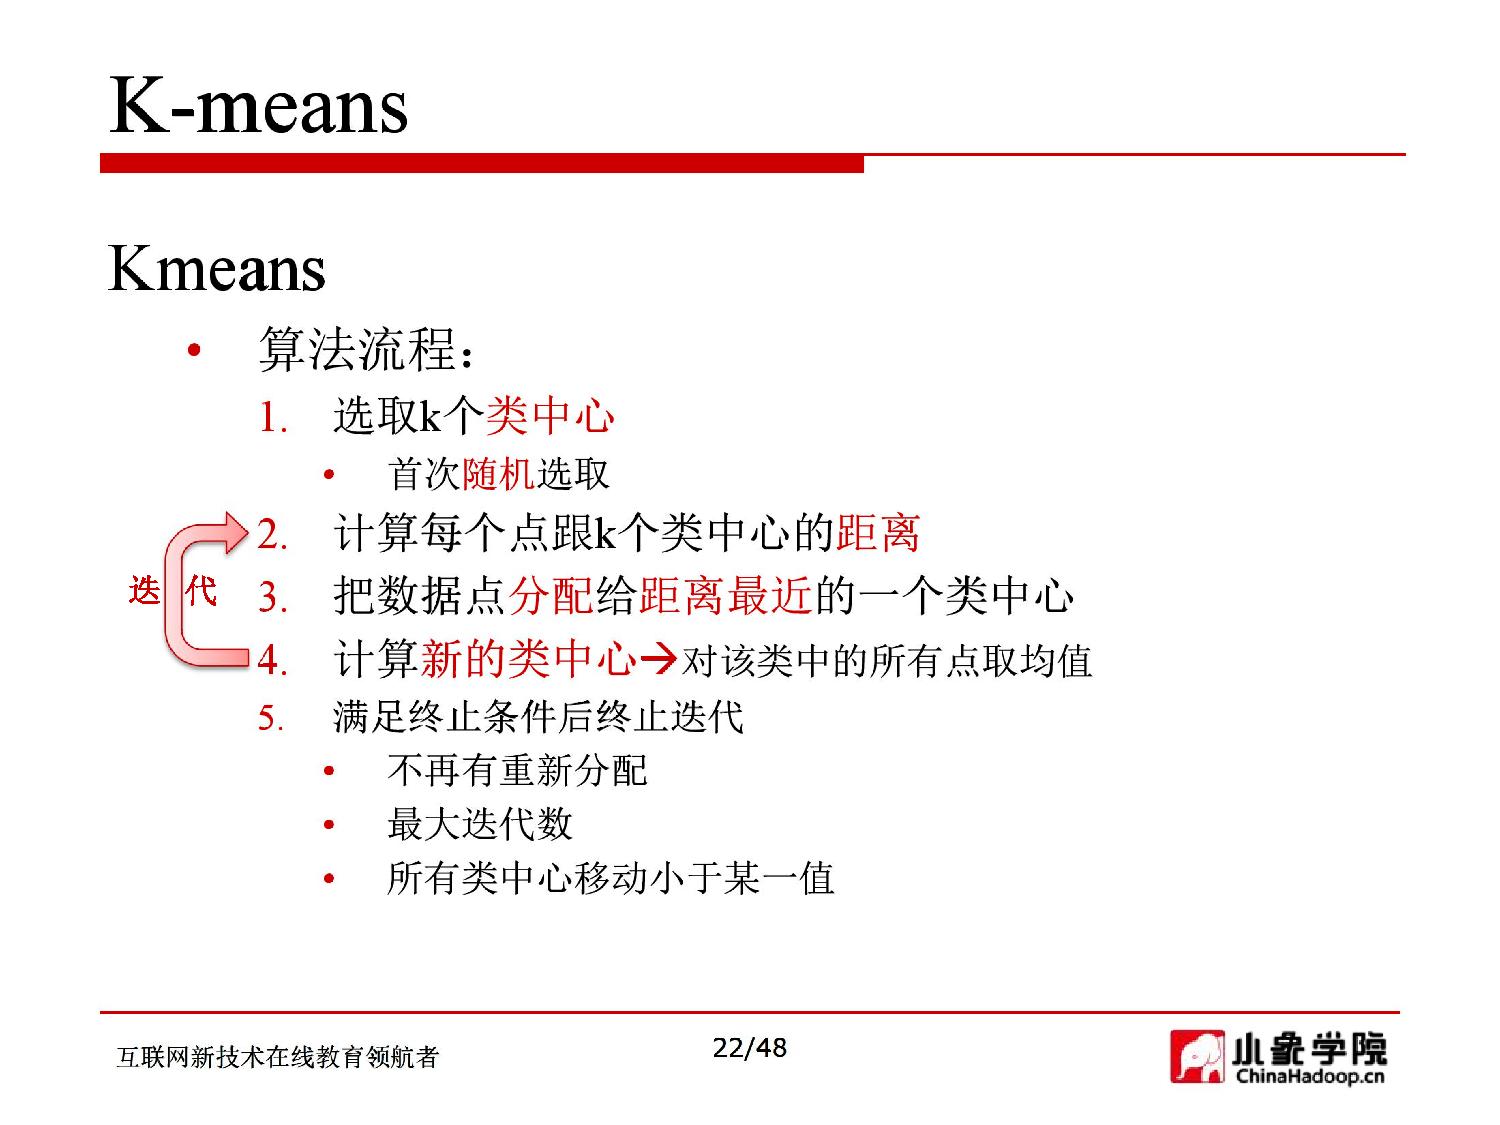 K-means
Kmeans
• 算法流程：
1. 选取k个类中心
• 首次随机选取
2. 计算每个点跟k个类中心的距离
迭 代
3. 把数据点分配给距离最近的一个类中心
4. 计算新的类中心→对该类中的所有点取均值
5. 满足终止条件后终止迭代
• 不再有重新分配
• 最大迭代数
• 所有类中心移动小于某一值
互联网新技术在线教育领航者
22/48
小象学院
ChinaHadoop.cn